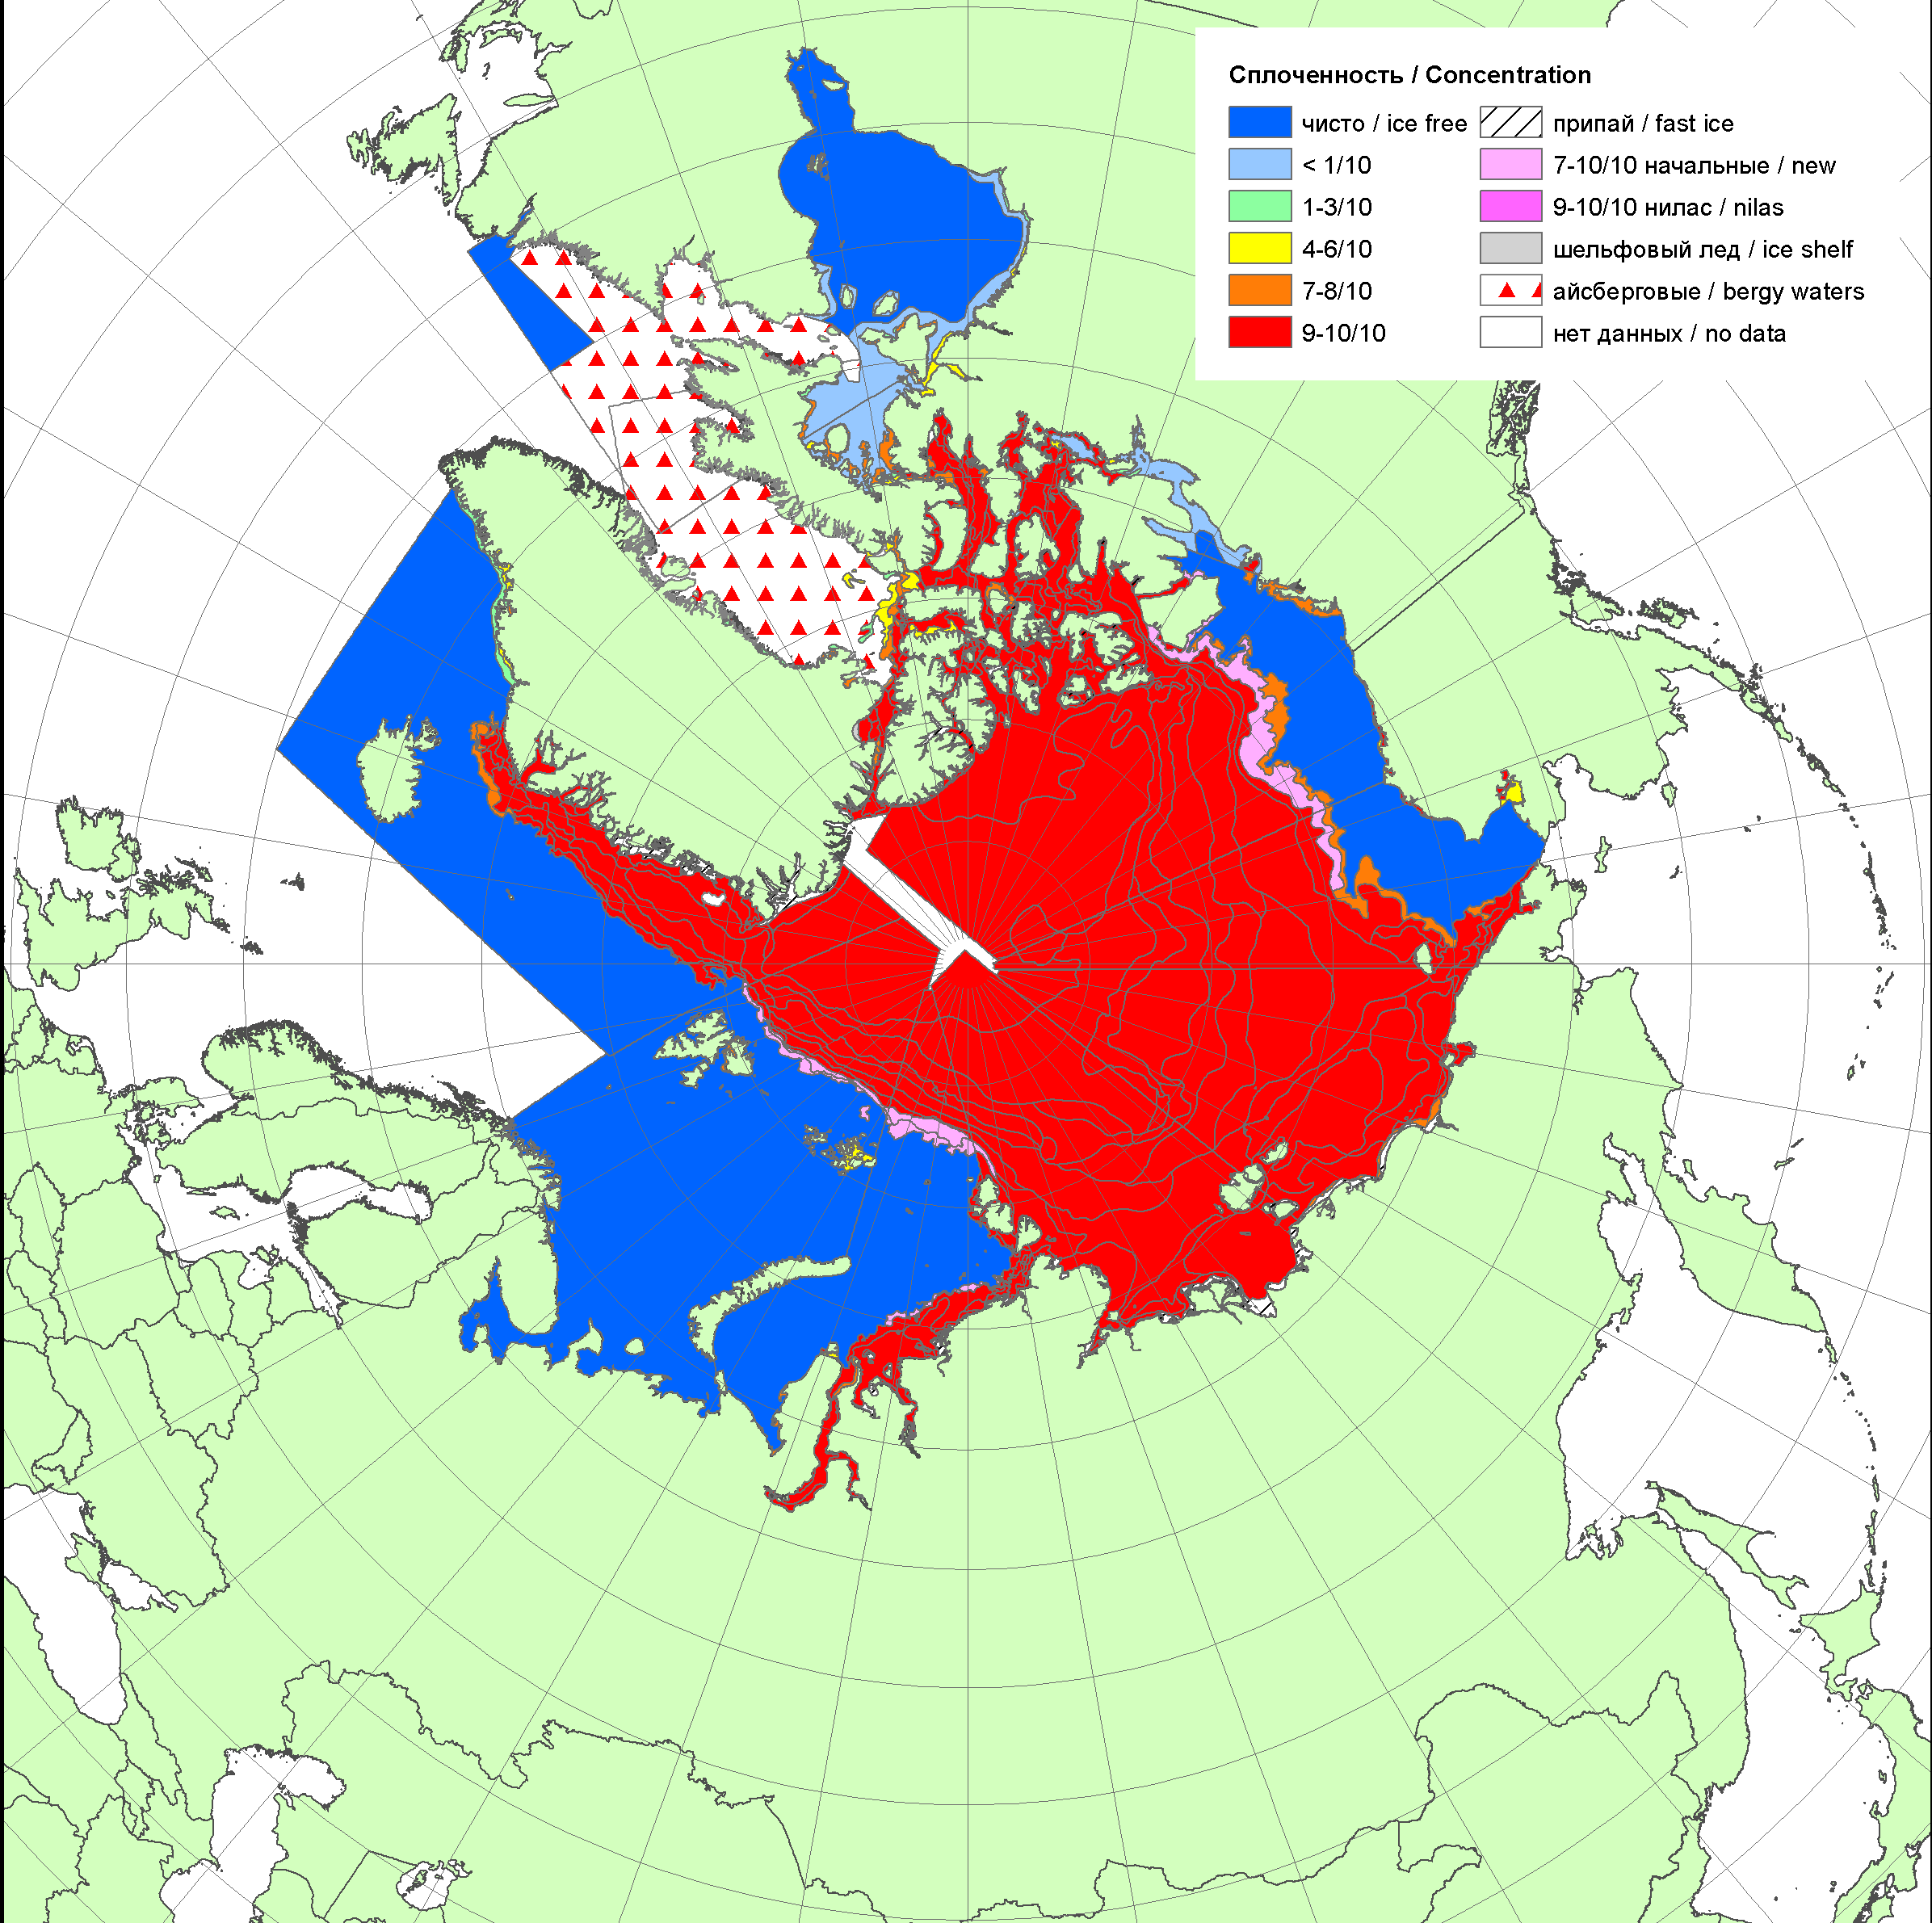 Сплоченность / Concentration
чисто / ice free
< 1/10
1-3/10
4-6/10
7-8/10
9-10/10
припай / fast ice
7-10/10 начальные / new
9-10/10 нилас / nilas
шельфовый лед / ice shelf
айсберговые / bergy waters
нет данных / no data